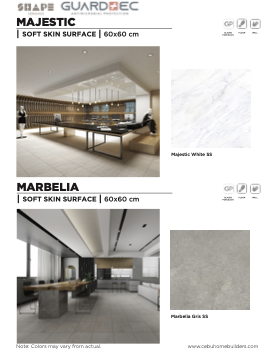 SHAPE GUARDTEC
MAJESTIC
| SOFT SKIN SURFACE | 60x60 cm
Majestic White SS
MARBELIA
| SOFT SKIN SURFACE | 60x60 cm
Marbelia Gris SS
Note: Colors may vary from actual.
www.cebuhomebuilders.com